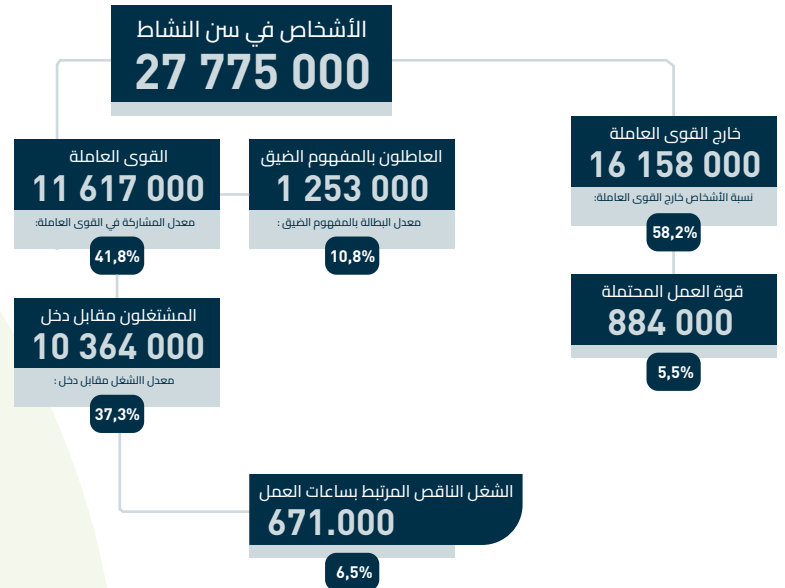 الأشخاص في سن النشاط
27 775 000
خارج القوى العاملة
16 158 000
نسبة الأشخاص خارج القوى العاملة:
58,2%
قوة العمل المحتملة
884 000
5,5%
العاطلون بالمفهوم الضيق
1 253 000
معدل البطالة بالمفهوم الضيق :
10,8%
القوى العاملة
11 617 000
معدل المشاركة في القوى العاملة:
41,8%
المشتغلون مقابل دخل
10 364 000
معدل االشغل مقابل دخل :
37,3%
الشغل الناقص المرتبط بساعات العمل
671.000
6,5%